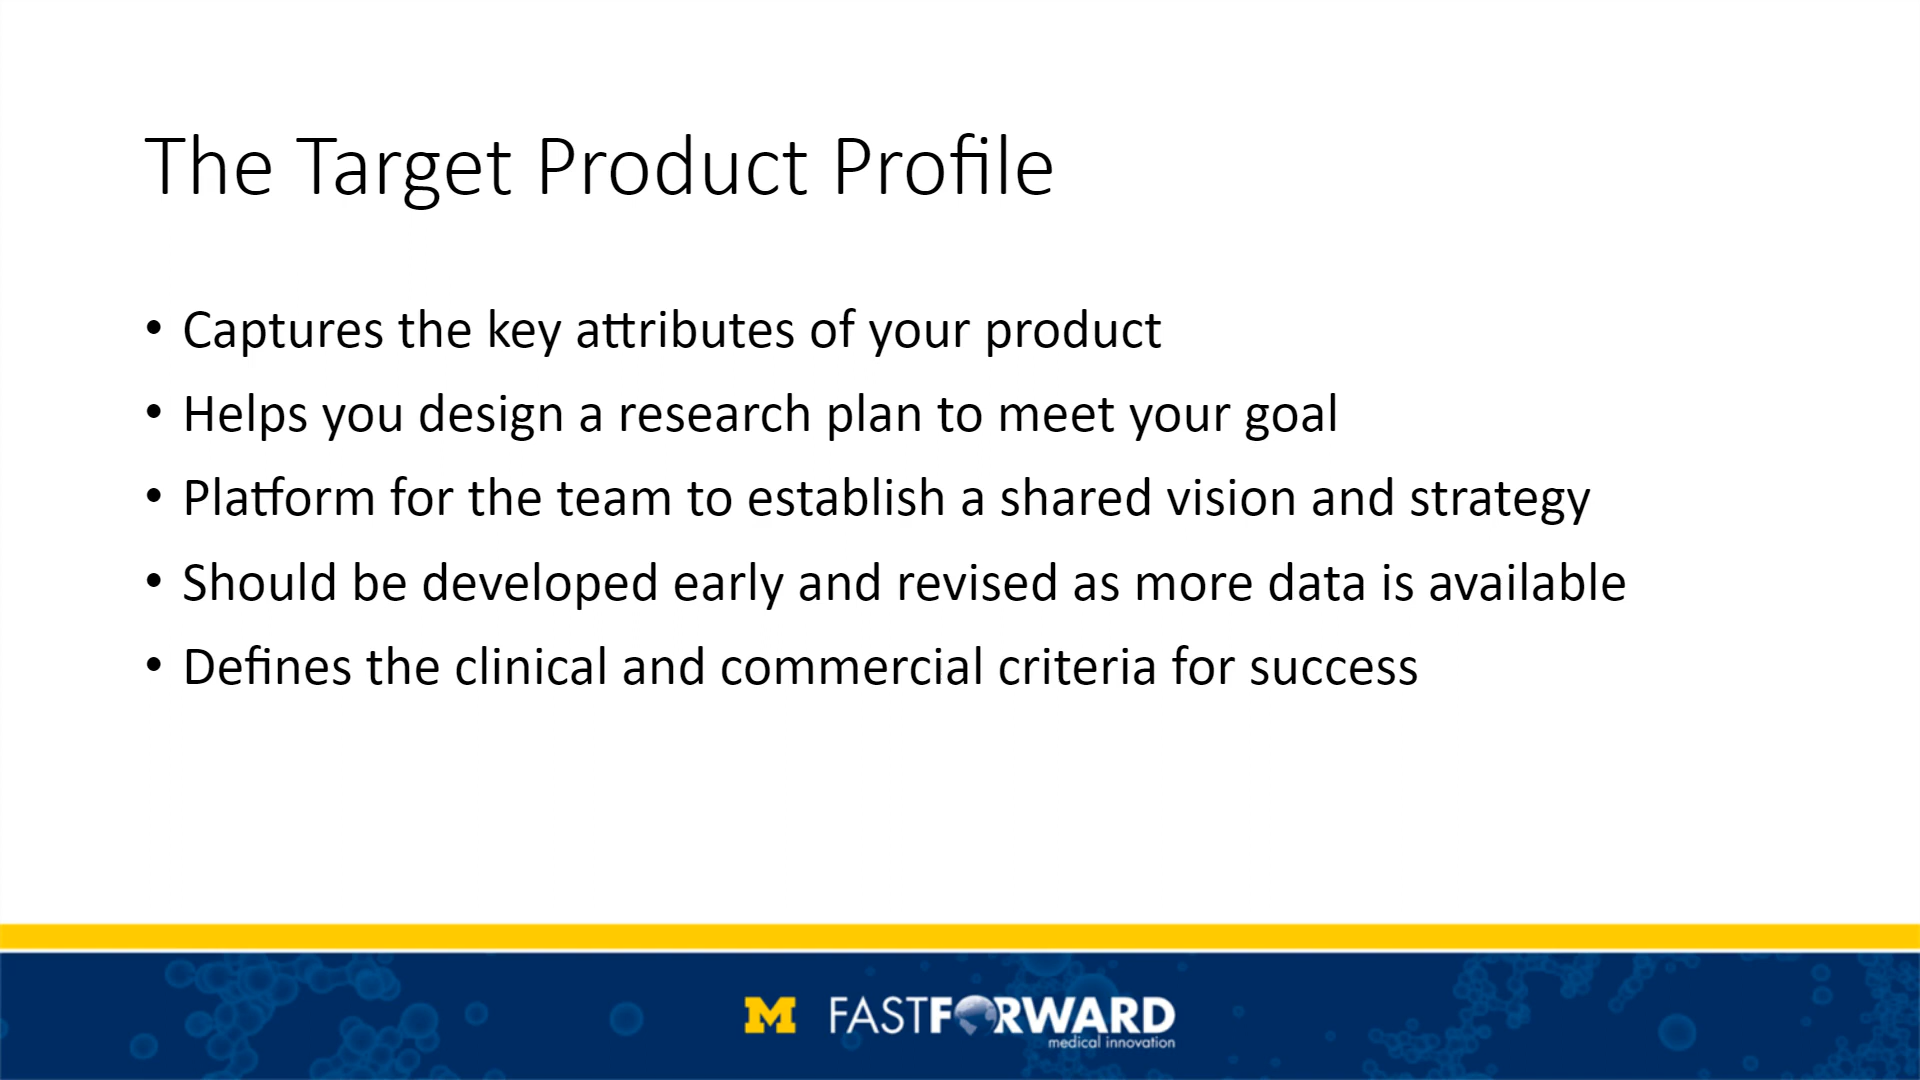 The Target Product Profile
• Captures the key attributes of your product
• Helps you design a research plan to meet your goal
• Platform for the team to establish a shared vision and strategy
• Should be developed early and revised as more data is available
• Defines the clinical and commercial criteria for success
M FASTFORWARD
medical innovation